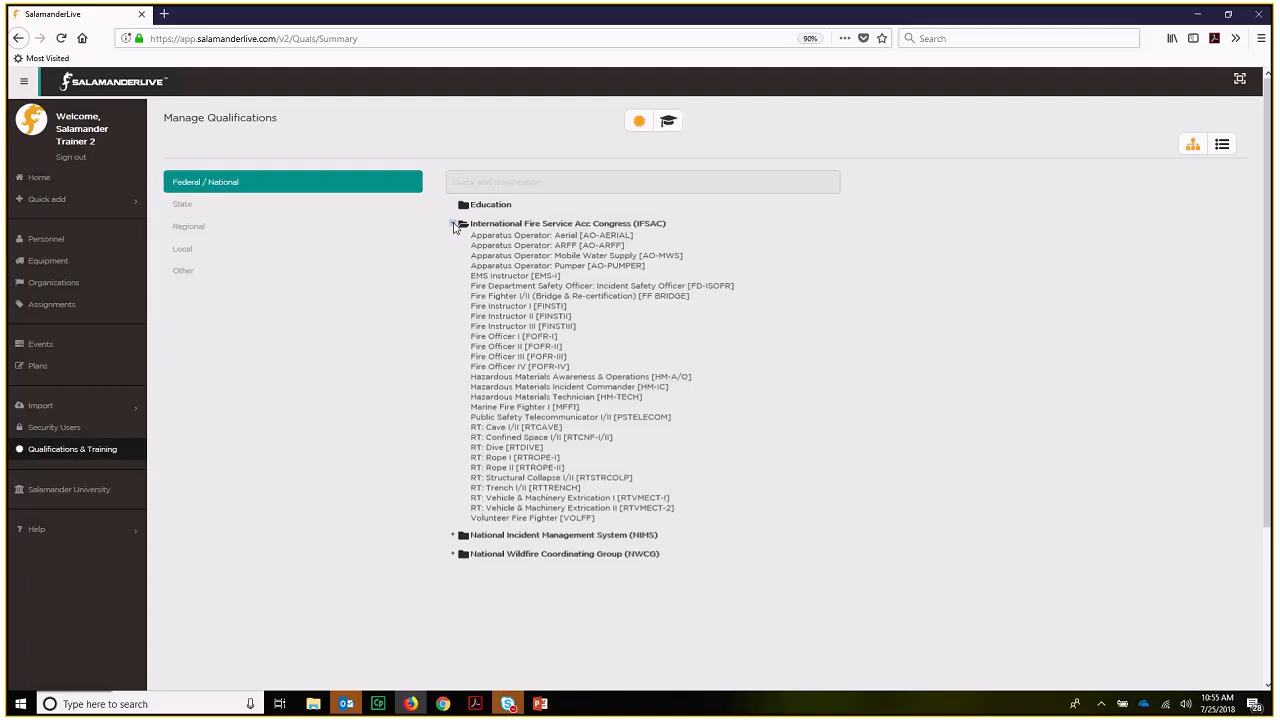 SalamanderLive
https://app.salamanderlive.com/v2/Quals/Summary
90%
Search
Most Visited
SALAMANDERLIVE™
Welcome,
Salamander
Trainer 2
Sign out
Home
Quick add
Personnel
Equipment
Organizations
Assignments
Events
Plans
Import
Security Users
Qualifications & Training
Salamander University
Help
Manage Qualifications
Federal / National
State
Regional
Local
Other
Quick add qualification
Education
International Fire Service Acc Congress (IFSAC)
Apparatus Operator: Aerial [AO-AERIAL]
Apparatus Operator: ARFF [AO-ARFF]
Apparatus Operator: Mobile Water Supply [AO-MWS]
Apparatus Operator: Pumper [AO-PUMPER]
EMS Instructor [EMS-I]
Fire Department Safety Officer: Incident Safety Officer [FD-ISOFR]
Fire Fighter I/II (Bridge & Re-certification) [FF BRIDGE]
Fire Instructor I [FINSTI]
Fire Instructor II [FINSTII]
Fire Instructor III [FINSTIII]
Fire Officer I [FOFR-I]
Fire Officer II [FOFR-II]
Fire Officer III [FOFR-III]
Fire Officer IV [FOFR-IV]
Hazardous Materials Awareness & Operations [HM-A/O]
Hazardous Materials Incident Commander [HM-IC]
Hazardous Materials Technician [HM-TECH]
Marine Fire Fighter I [MFF1]
Public Safety Telecommunicator I/II [PSTELECOM]
RT: Cave I/II [RTCAVE]
RT: Confined Space I/II [RTCNF-I/II]
RT: Dive [RTDIVE]
RT: Rope I [RTROPE-I]
RT: Rope II [RTROPE-II]
RT: Structural Collapse I/II [RTSTRCOLP]
RT: Trench I/II [RTTRENCH]
RT: Vehicle & Machinery Extrication I [RTVMECT-I]
RT: Vehicle & Machinery Extrication II [RTVMECT-2]
Volunteer Fire Fighter [VOLFF]
National Incident Management System (NIMS)
National Wildfire Coordinating Group (NWCG)
Type here to search
10:55 AM
7/25/2018
28